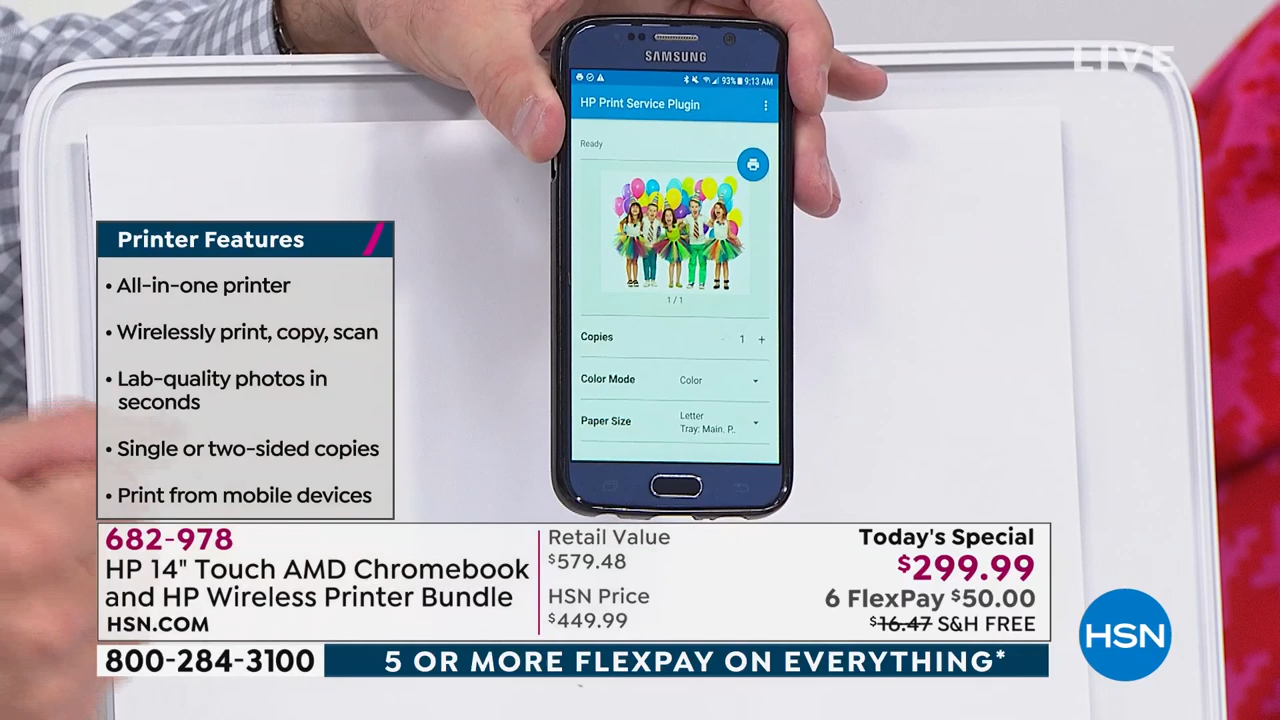 LIVE
SAMSUNG
93% 9:13 AM
HP Print Service Plugin
Ready
1/1
Copies - 1 +
Color Mode Color
Paper Size Letter
Tray: Main. P..
Printer Features
• All-in-one printer
• Wirelessly print, copy, scan
• Lab-quality photos in
seconds
• Single or two-sided copies
• Print from mobile devices
682-978
HP 14" Touch AMD Chromebook
and HP Wireless Printer Bundle
HSN.COM
Retail Value
$579.48
HSN Price
$449.99
Today's Special
$299.99
6 FlexPay $50.00
$16.47 S&H FREE
HSN
800-284-3100 5 OR MORE FLEXPAY ON EVERYTHING*